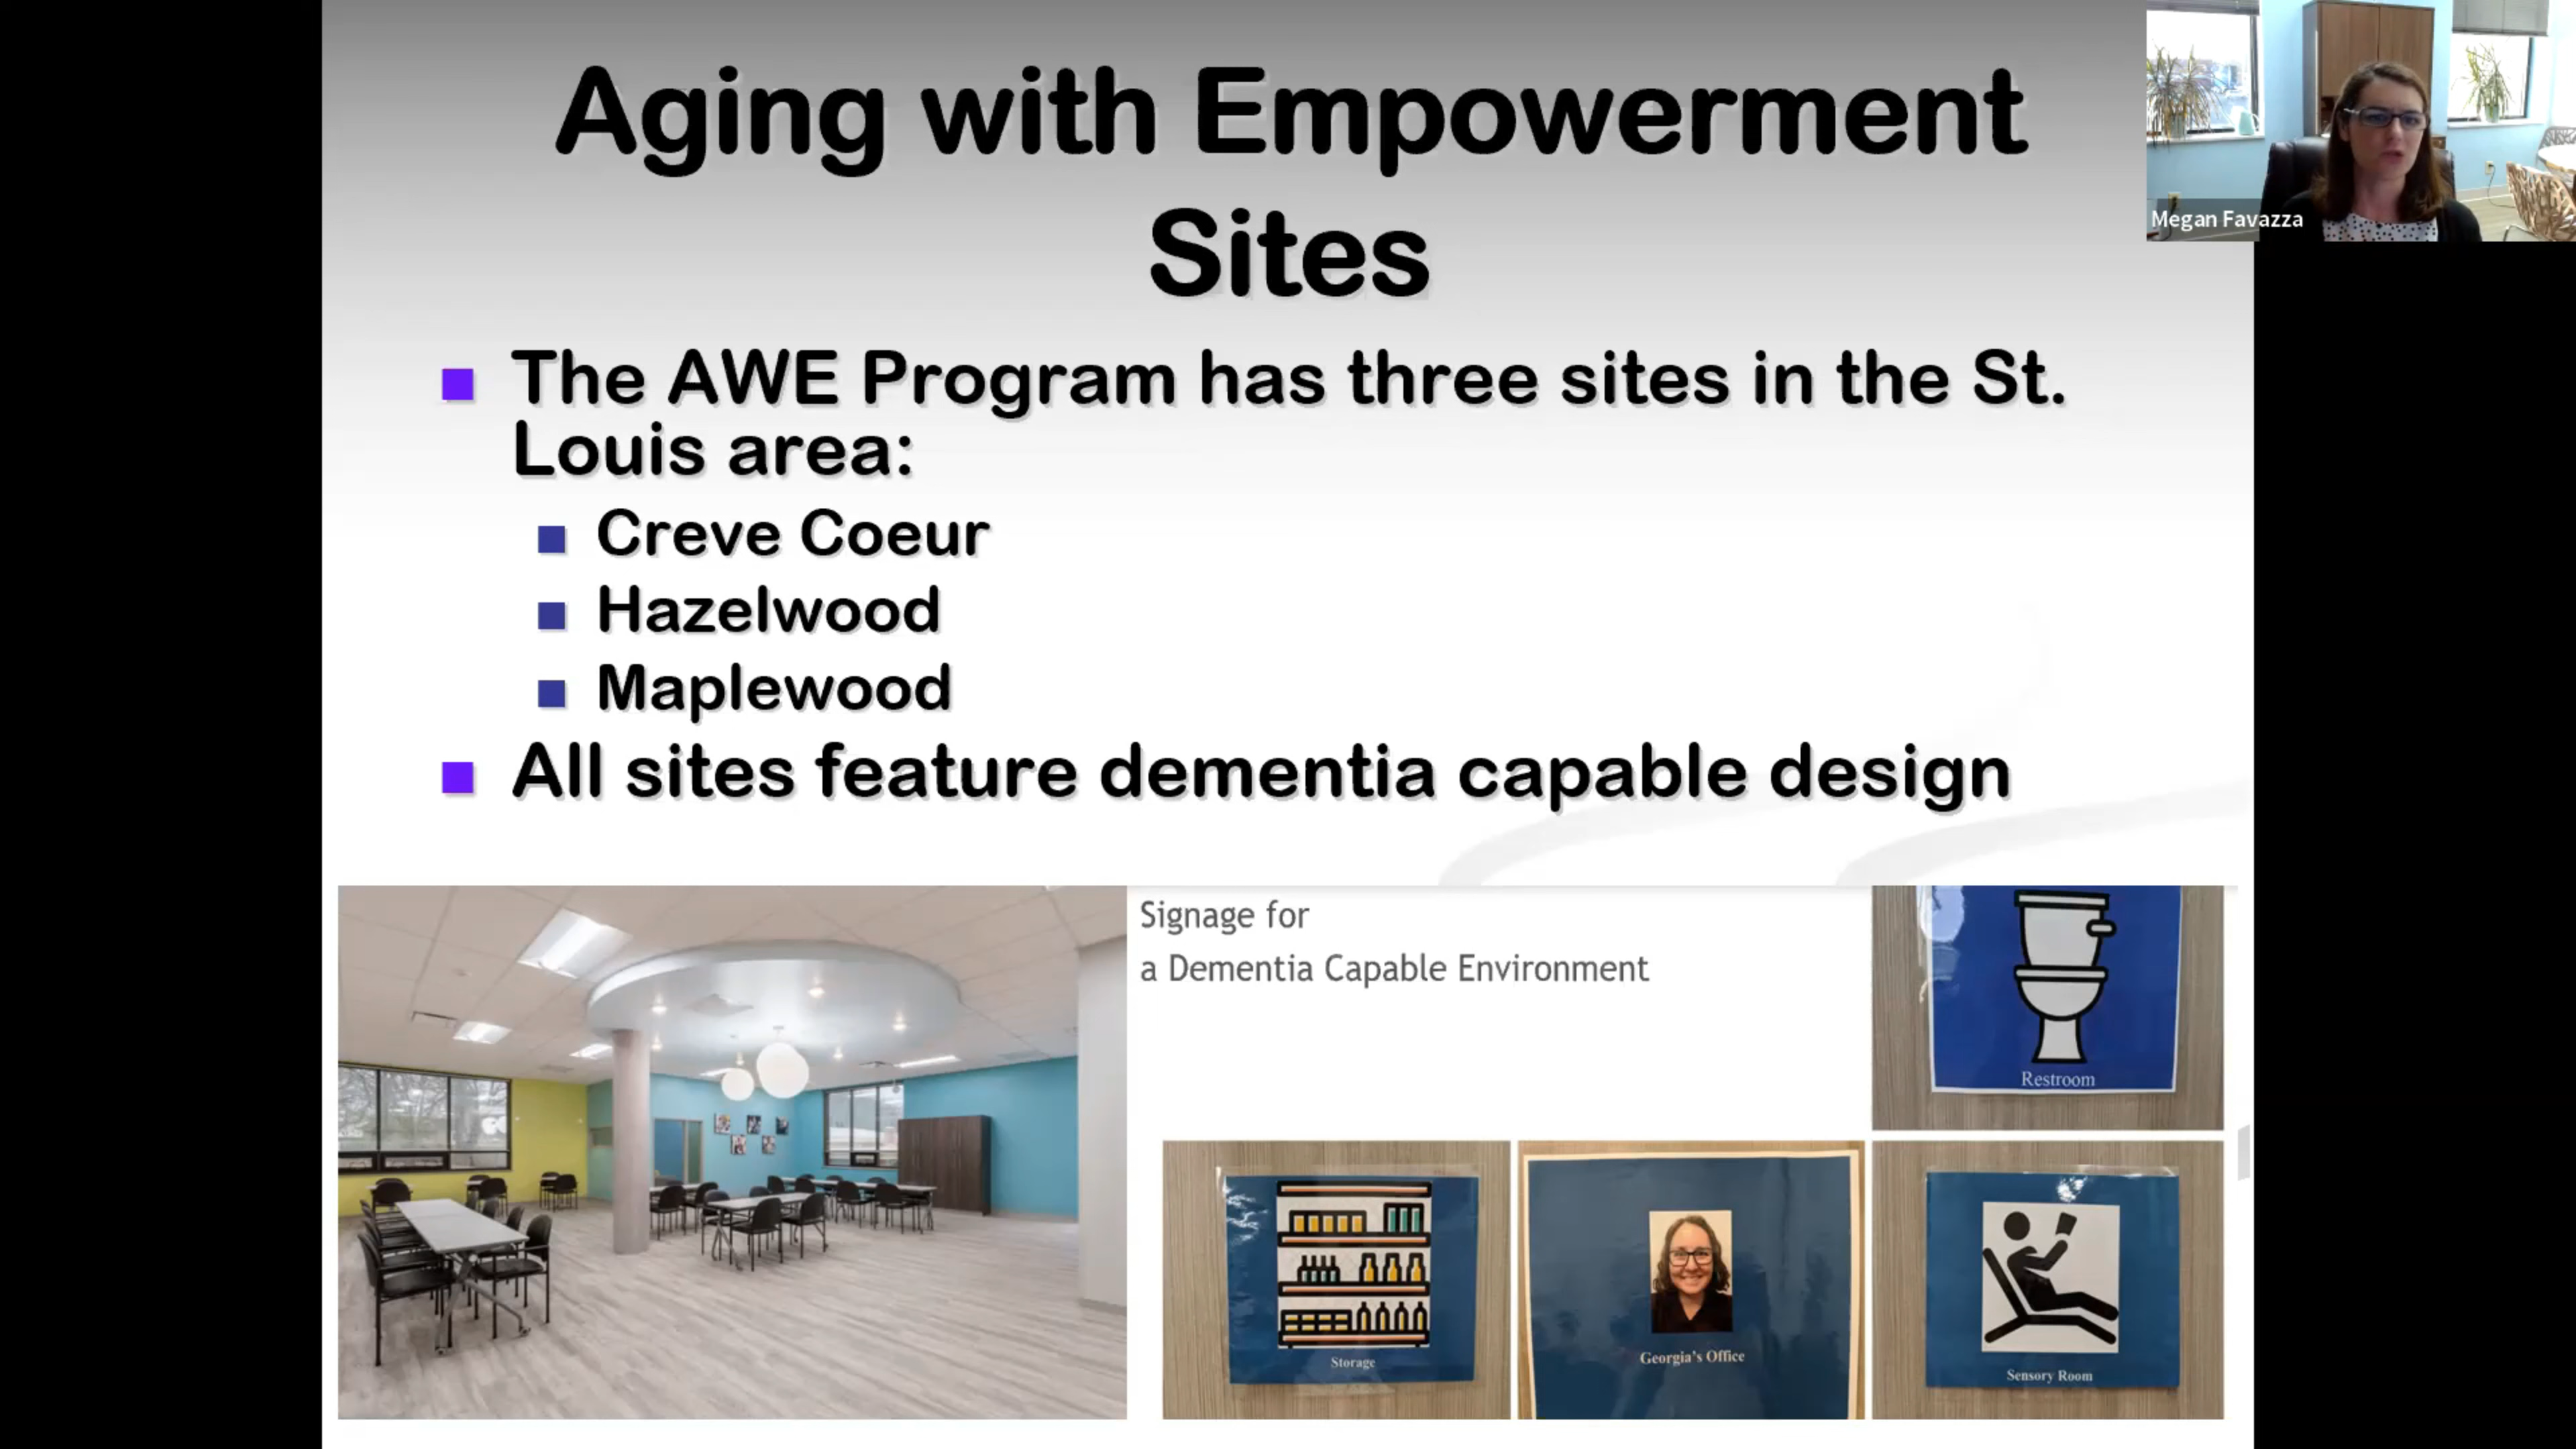 Aging with Empowerment
Sites
Megan Favazza
The AWE Program has three sites in the St.
Louis area:
Creve Coeur
Hazelwood
Maplewood
All sites feature dementia capable design
Signage for
a Dementia Capable Environment
Restroom
Storage
Georgia's Office
Sensory Room